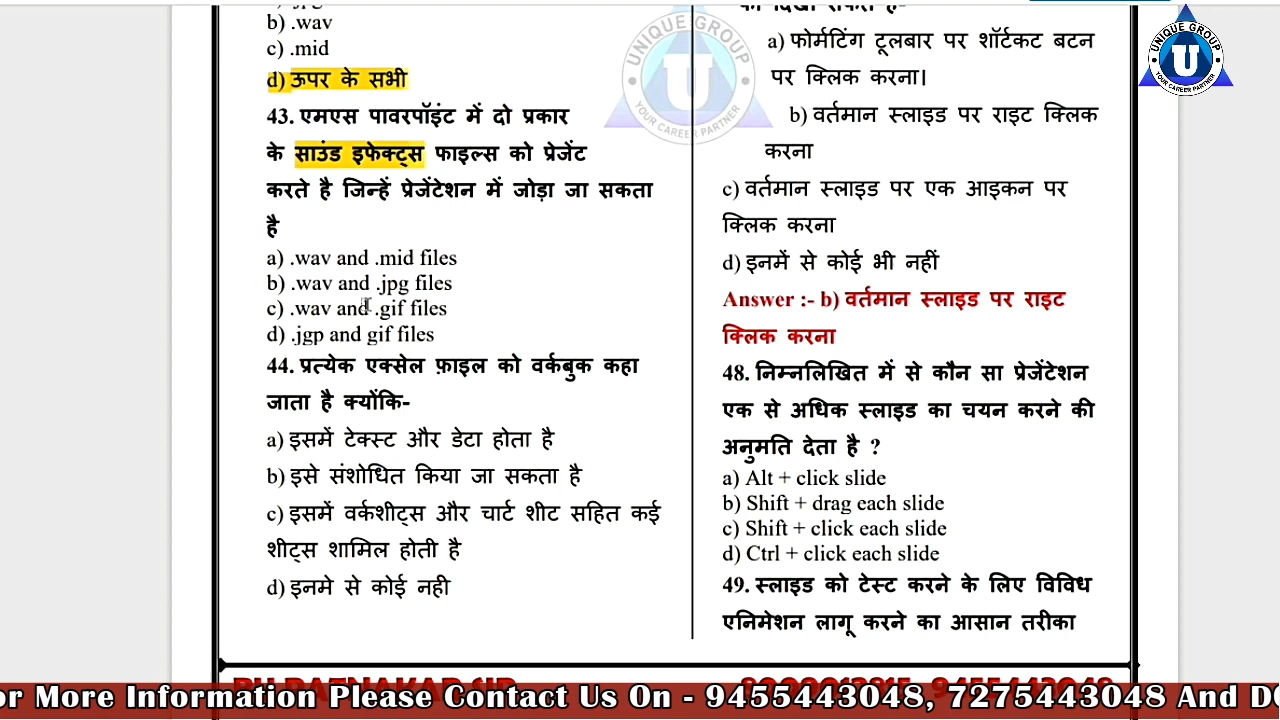 b) .wav
c) .mid
d) ऊपर के सभी
43. एमएस पावरपॉइंट में दो प्रकार
के साउंड इफेक्ट्स फाइल्स को प्रेजेंट
करते है जिन्हें प्रेजेंटेशन में जोड़ा जा सकता
है
a) .wav and .mid files
b) .wav and .jpg files
c) .wav and .gif files
d) .jgp and gif files
44. प्रत्येक एक्सेल फ़ाइल को वर्कबुक कहा
जाता है क्योंकि-
a) इसमें टेक्स्ट और डेटा होता है
b) इसे संशोधित किया जा सकता है
c) इसमें वर्कशीट्स और चार्ट शीट सहित कई
शीट्स शामिल होती है
d) इनमे से कोई नही
a) फोर्मटिंग टूलबार पर शॉर्टकट बटन
पर क्लिक करना।
b) वर्तमान स्लाइड पर राइट क्लिक
करना
c) वर्तमान स्लाइड पर एक आइकन पर
क्लिक करना
d) इनमें से कोई भी नहीं
Answer :- b) वर्तमान स्लाइड पर राइट
क्लिक करना
48. निम्नलिखित में से कौन सा प्रेजेंटेशन
एक से अधिक स्लाइड का चयन करने की
अनुमति देता है ?
a) Alt + click slide
b) Shift + drag each slide
c) Shift + click each slide
d) Ctrl + click each slide
49. स्लाइड को टेस्ट करने के लिए विविध
एनिमेशन लागू करने का आसान तरीका
UNIQUE GROUP
U
YOUR CAREER PARTNER
UNIQUE GROUP
U
YOUR CAREER PARTNER
or More Information Please Contact Us On - 9455443048, 7275443048 And